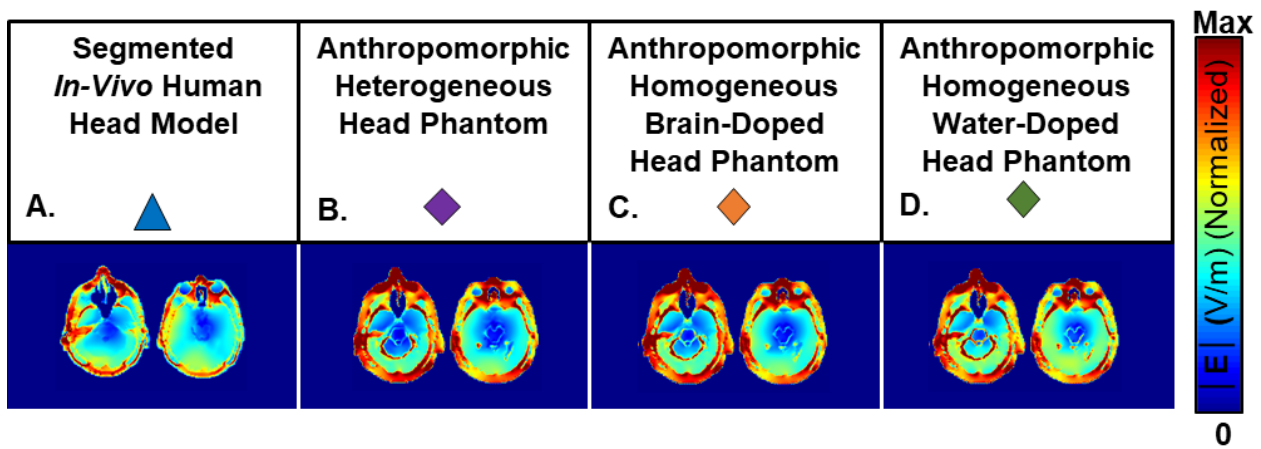 Segmented
In-Vivo Human
Head Model
A.
Anthropomorphic
Heterogeneous
Head Phantom
B.
Anthropomorphic
Homogeneous
Brain-Doped
Head Phantom
C.
Anthropomorphic
Homogeneous
Water-Doped
Head Phantom
D.
Max
|E| (V/m) (Normalized)
0